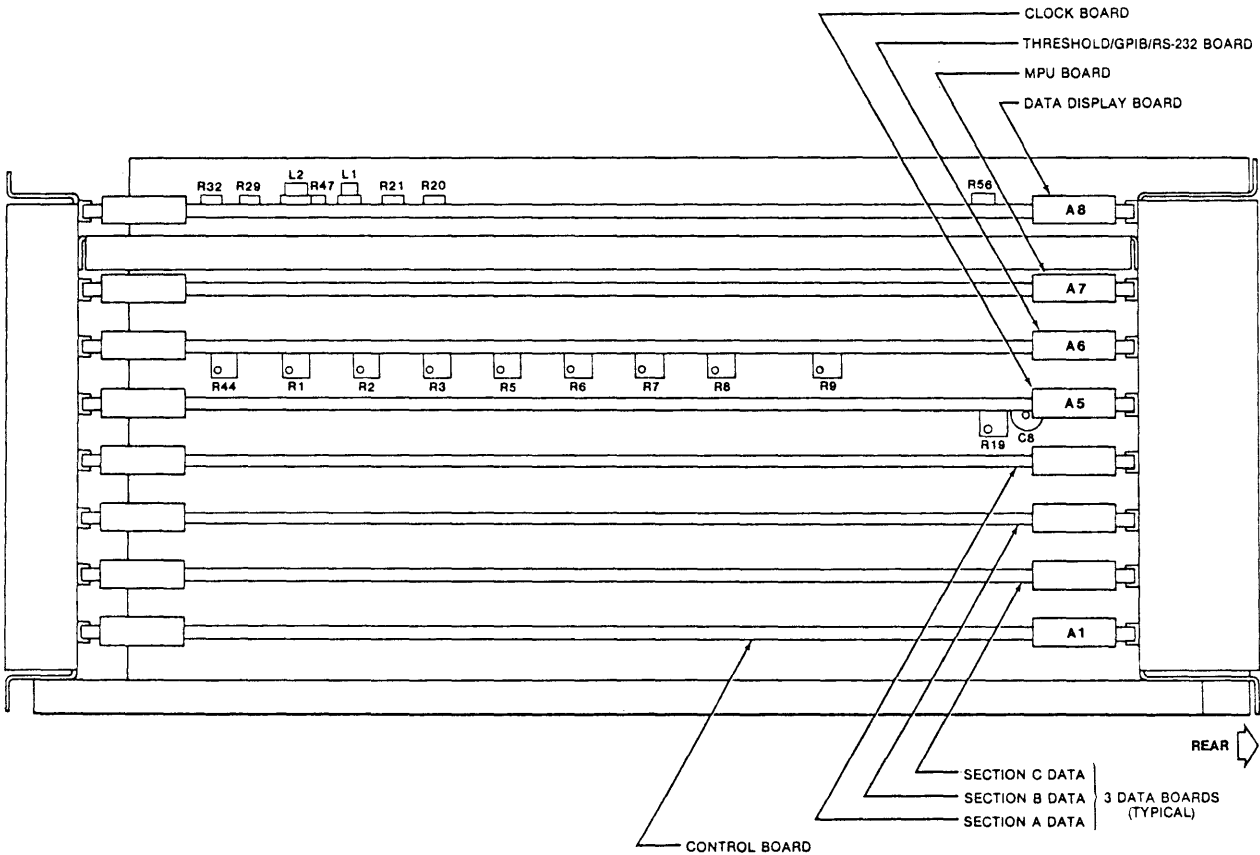 CLOCK BOARD
THRESHOLD/GPIB/RS-232 BOARD
MPU BOARD
DATA DISPLAY BOARD
R32 R29 L2 R47 L1 R21 R20 R56
A8
A7
A6
R44 R1 R2 R3 R5 R6 R7 R8 R9
A5
R19 C8
A1
REAR
SECTION C DATA
SECTION B DATA
SECTION A DATA
3 DATA BOARDS
(TYPICAL)
CONTROL BOARD